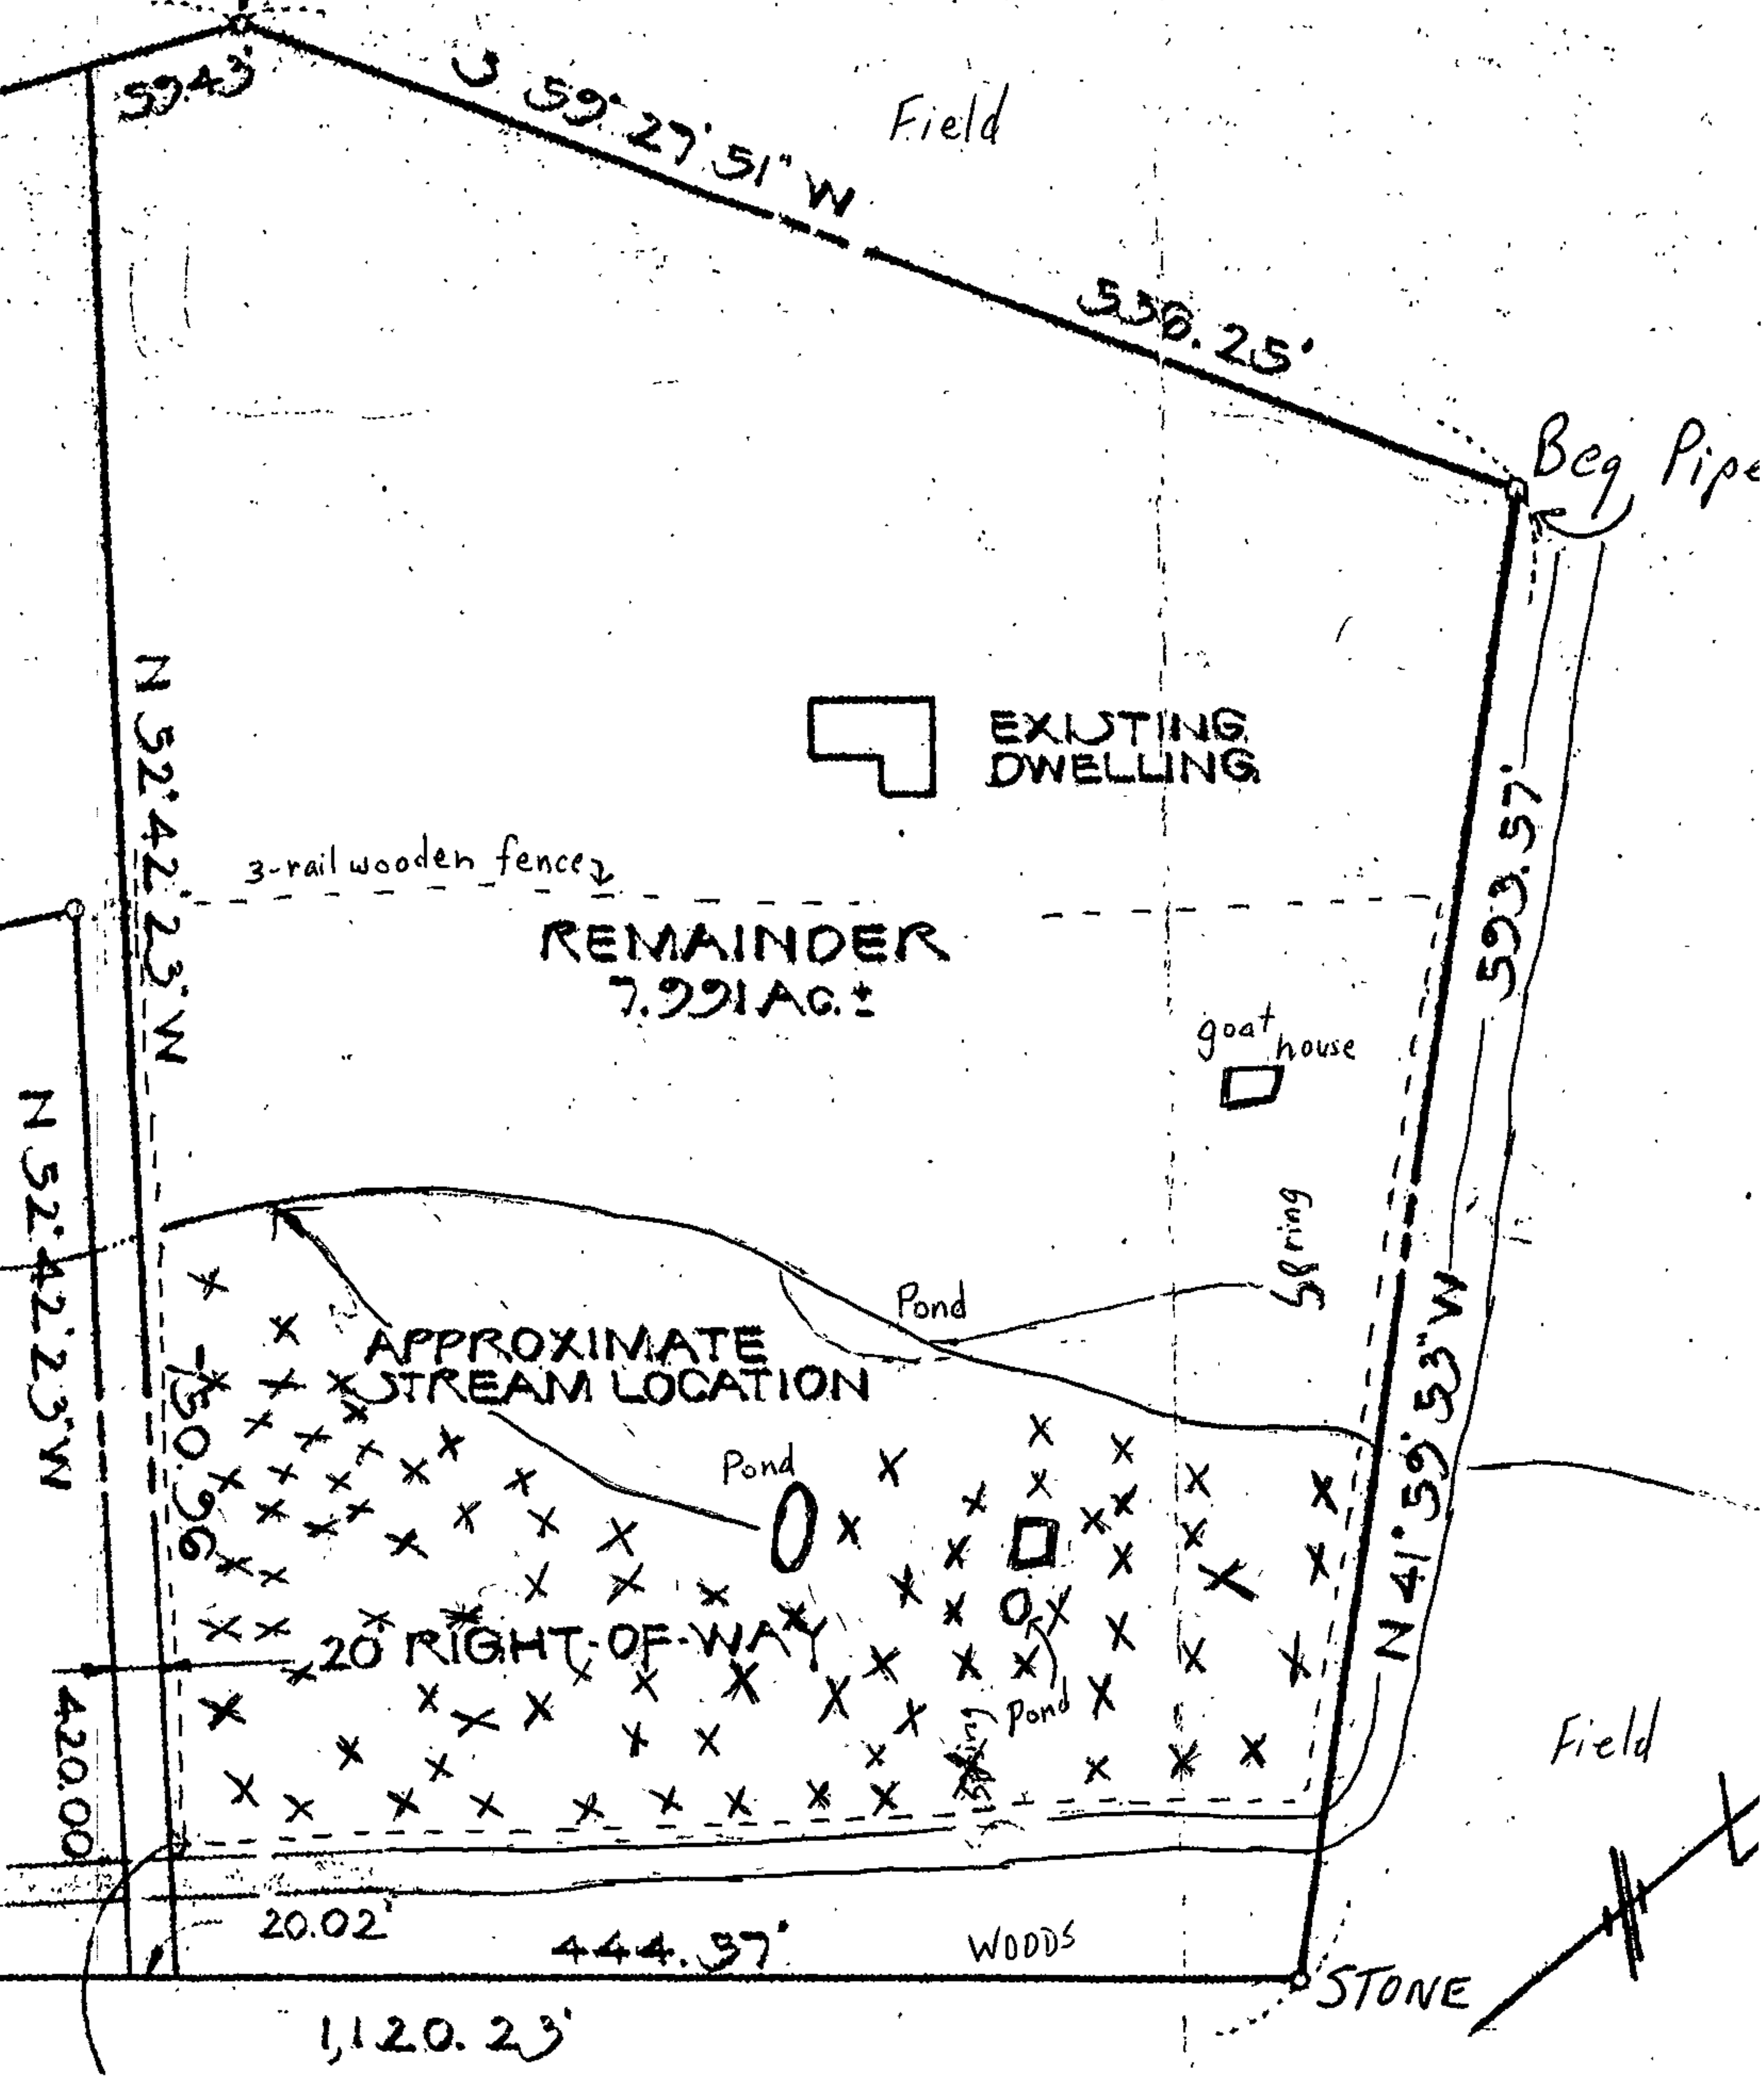 59.43'
S 59° 27' 51" W
Field
536.25'
Beg Pipe
EXISTING
DWELLING
N 52° 42' 23" W
593.57'
3-rail wooden fence
REMAINDER
7.991 AC. ±
goat
house
N 52° 42' 23" W
Spring
Pond
APPROXIMATE
STREAM LOCATION
N 41° 59' 53" W
750.96
Pond
20' RIGHT-OF-WAY
420.00
Pond
Spring
Field
20.02'
444.37'
WOODS
STONE
1,120.23'